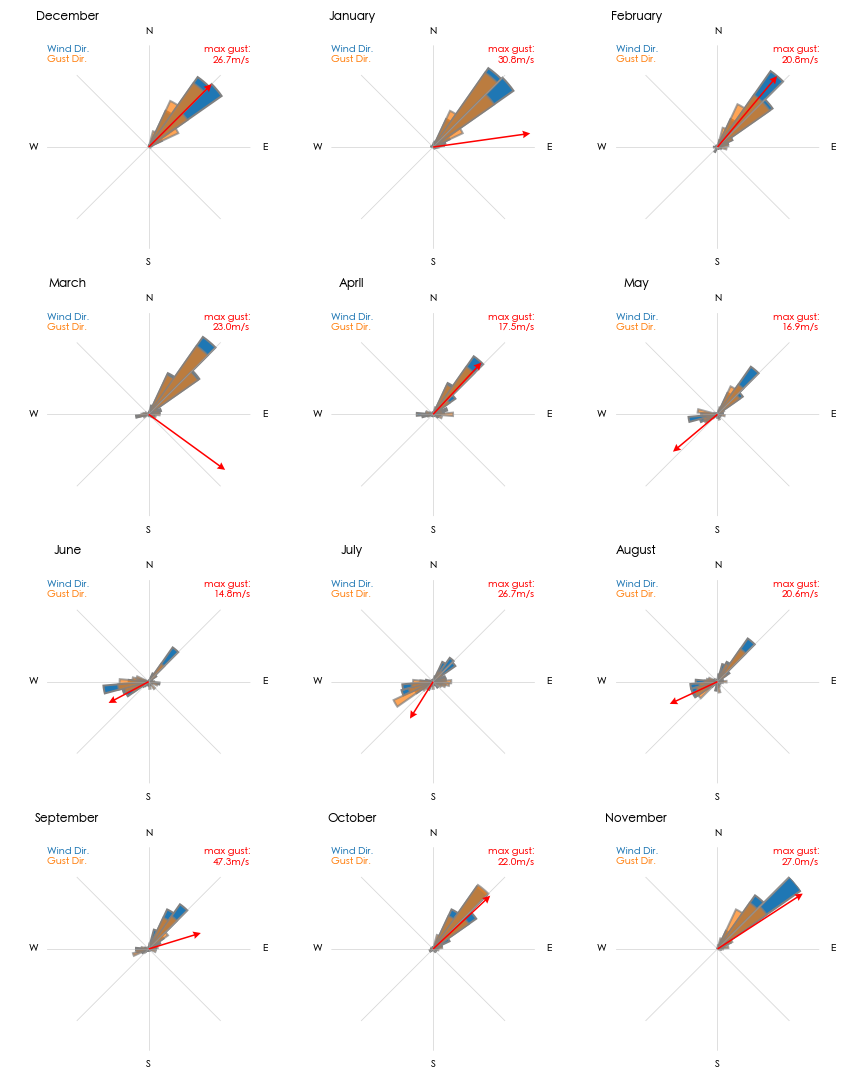 December
N
Wind Dir.
Gust Dir.
max gust:
26.7m/s
W
E
S
January
N
Wind Dir.
Gust Dir.
max gust:
30.8m/s
W
E
S
February
N
Wind Dir.
Gust Dir.
max gust:
20.8m/s
W
E
S
March
N
Wind Dir.
Gust Dir.
max gust:
23.0m/s
W
E
S
April
N
Wind Dir.
Gust Dir.
max gust:
17.5m/s
W
E
S
May
N
Wind Dir.
Gust Dir.
max gust:
16.9m/s
W
E
S
June
N
Wind Dir.
Gust Dir.
max gust:
14.8m/s
W
E
S
July
N
Wind Dir.
Gust Dir.
max gust:
26.7m/s
W
E
S
August
N
Wind Dir.
Gust Dir.
max gust:
20.6m/s
W
E
S
September
N
Wind Dir.
Gust Dir.
max gust:
47.3m/s
W
E
S
October
N
Wind Dir.
Gust Dir.
max gust:
22.0m/s
W
E
S
November
N
Wind Dir.
Gust Dir.
max gust:
27.0m/s
W
E
S